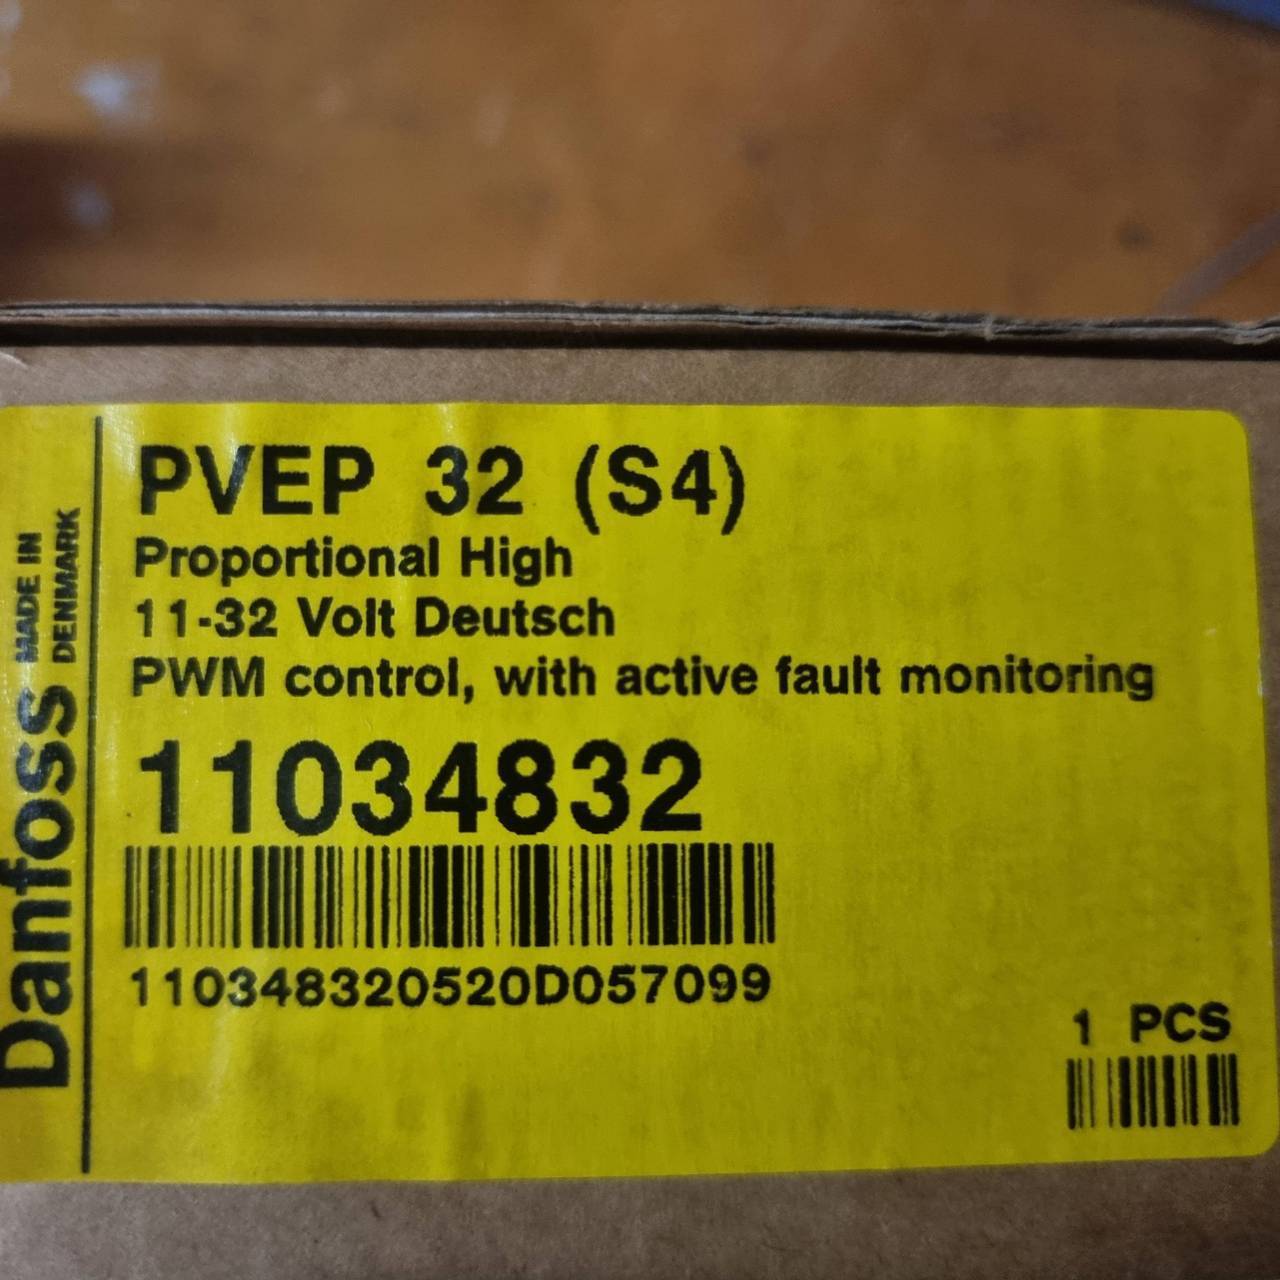 Danfoss
MADE IN
DENMARK
PVEP 32 (S4)
Proportional High
11-32 Volt Deutsch
PWM control, with active fault monitoring
11034832
110348320520D057099
1 PCS